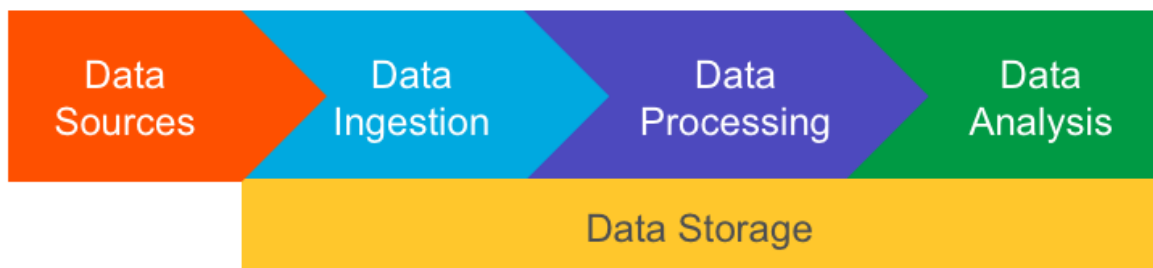 Data
Sources
Data
Ingestion
Data
Processing
Data
Analysis
Data Storage